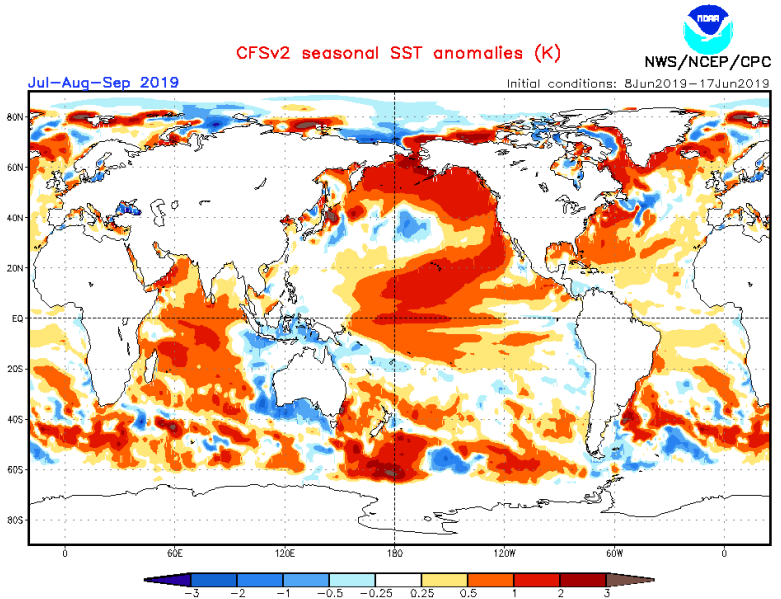 NOAA
CFSv2 seasonal SST anomalies (K)
NWS/NCEP/CPC
Jul-Aug-Sep 2019
Initial conditions: 8Jun2019-17Jun2019
80N
60N
40N
20N
EQ
20S
40S
60S
80S
0 60E 120E 180 120W 60W 0
-3 -2 -1 -0.5 -0.25 0.25 0.5 1 2 3